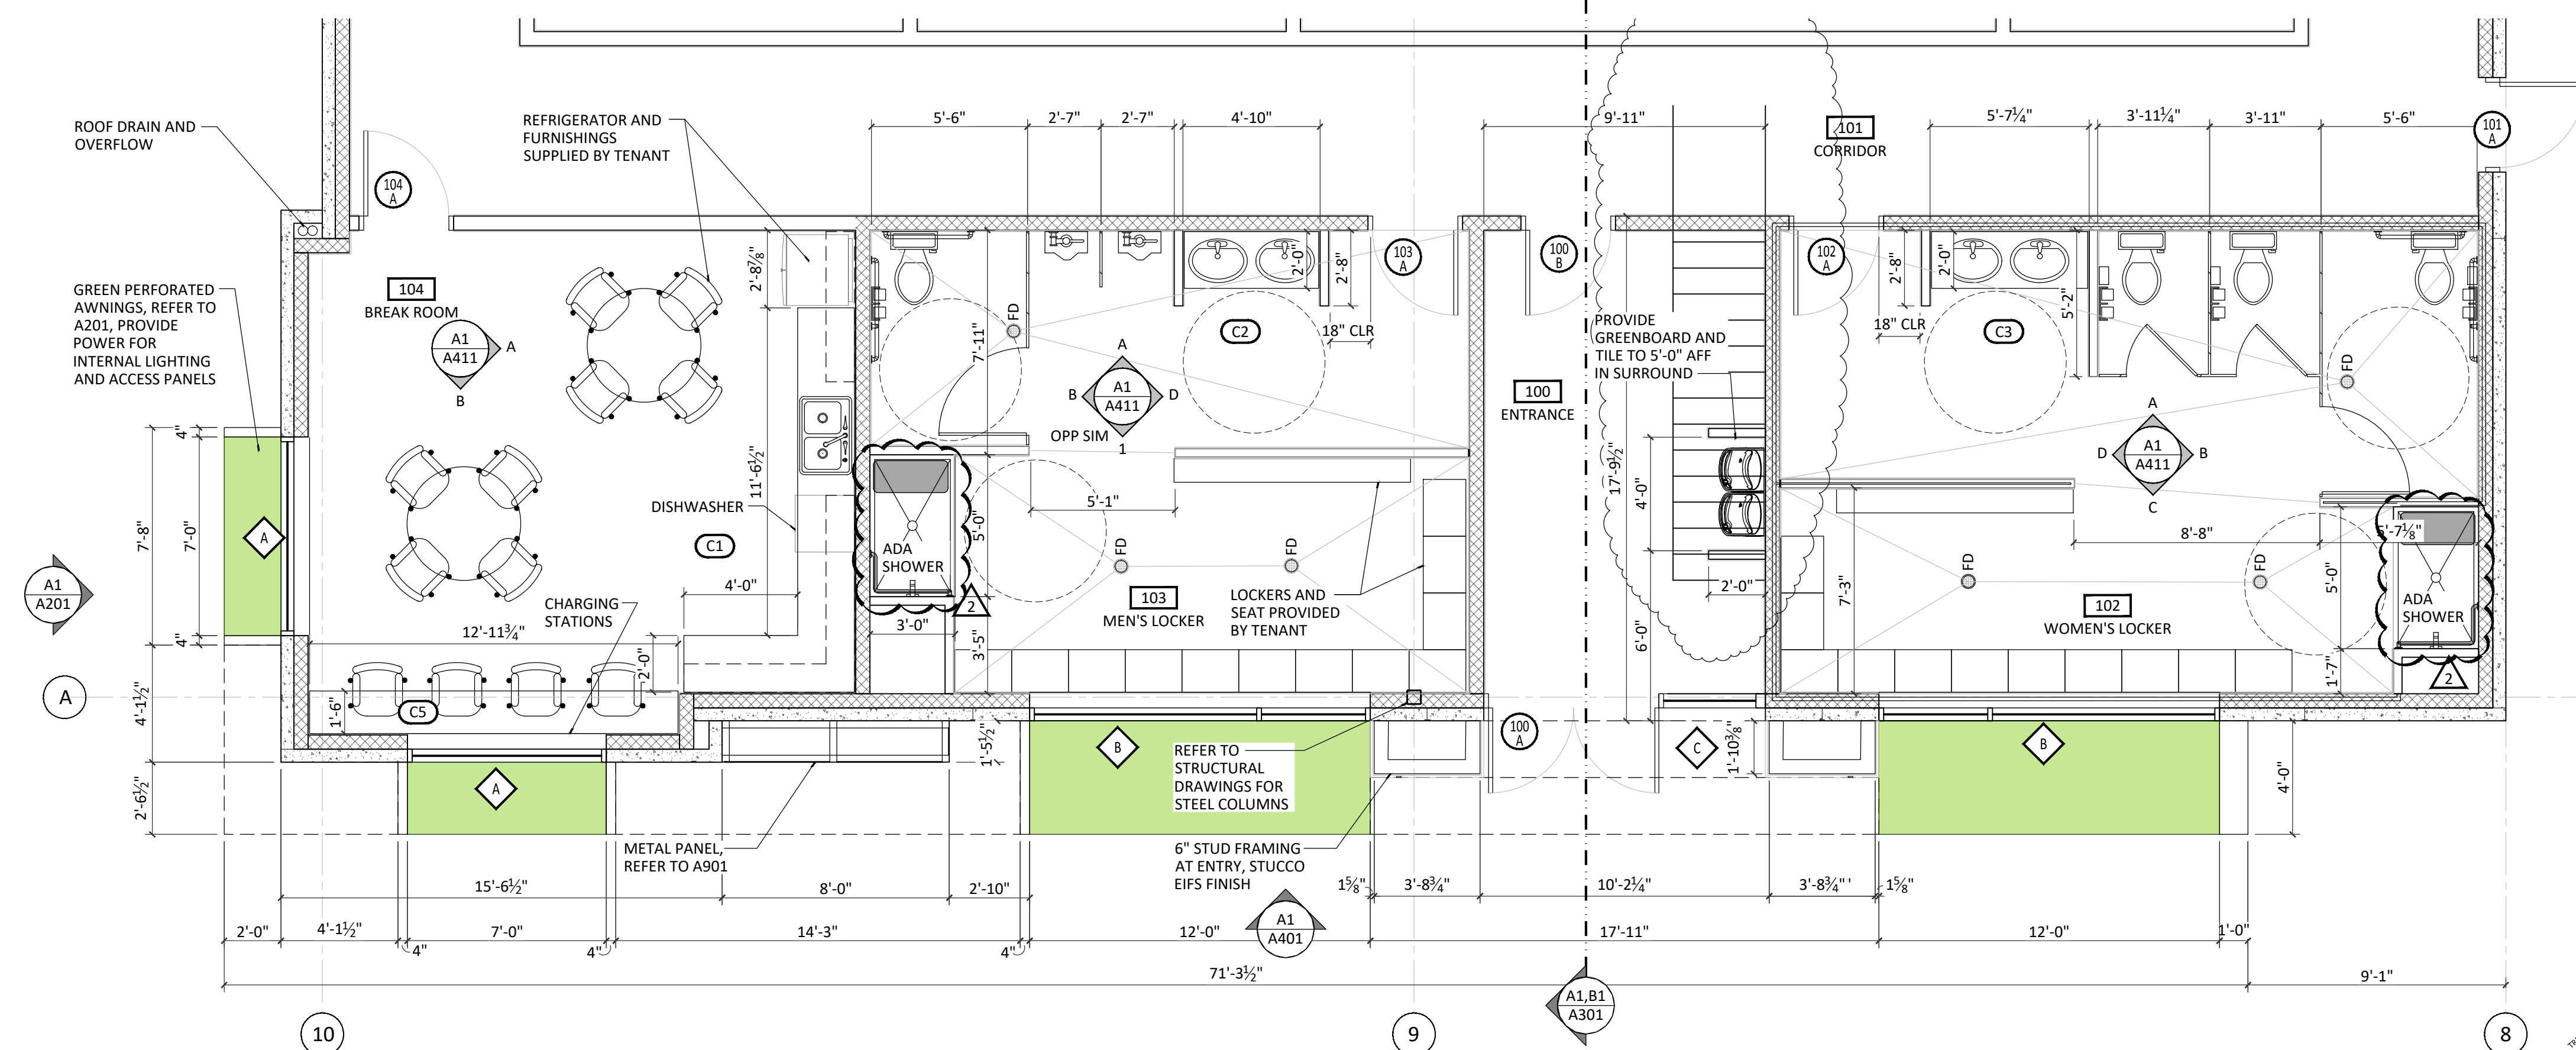 5'-6"
2'-7"
2'-7"
4'-10"
9'-11"
101
CORRIDOR
5'-7¼"
3'-11¼"
3'-11"
5'-6"
101
A
ROOF DRAIN AND
OVERFLOW
REFRIGERATOR AND
FURNISHINGS
SUPPLIED BY TENANT
104
A
103
A
100
B
102
A
2'-8⅞"
2'-0"
2'-8"
2'-8"
2'-0"
5'-2"
GREEN PERFORATED
AWNINGS, REFER TO
A201, PROVIDE
POWER FOR
INTERNAL LIGHTING
AND ACCESS PANELS
104
BREAK ROOM
A1
A411
A
B
FD
7'-11"
C2
18" CLR
A
B
A1
A411
D
1
OPP SIM
PROVIDE
GREENBOARD AND
TILE TO 5'-0" AFF
IN SURROUND
100
ENTRANCE
18" CLR
C3
FD
A
D
A1
A411
B
C
4"
7'-8"
7'-0"
4"
A
11'-6½"
DISHWASHER
C1
5'-1"
5'-0"
ADA
SHOWER
FD
FD
17'-9½"
4'-0"
2'-0"
6'-0"
8'-8"
5'-7⅛"
FD
FD
7'-3"
5'-0"
ADA
SHOWER
A1
A201
4'-0"
CHARGING
STATIONS
12'-11¾"
2'-0"
3'-0"
2
3'-5"
103
MEN'S LOCKER
LOCKERS AND
SEAT PROVIDED
BY TENANT
102
WOMEN'S LOCKER
1'-7"
2
A
4'-1½"
1'-6"
C5
2'-6½"
A
1'-5½"
B
REFER TO
STRUCTURAL
DRAWINGS FOR
STEEL COLUMNS
100
A
C
1'-10⅜"
B
4'-0"
METAL PANEL,
REFER TO A901
6" STUD FRAMING
AT ENTRY, STUCCO
EIFS FINISH
15'-6½"
8'-0"
2'-10"
1⅝"
3'-8¾"
10'-2¼"
3'-8¾"'
1⅝"
A1
A401
2'-0"
4'-1½"
4"
7'-0"
4"
14'-3"
4"
12'-0"
17'-11"
12'-0"
1'-0"
71'-3½"
9'-1"
A1,B1
A301
10
9
8